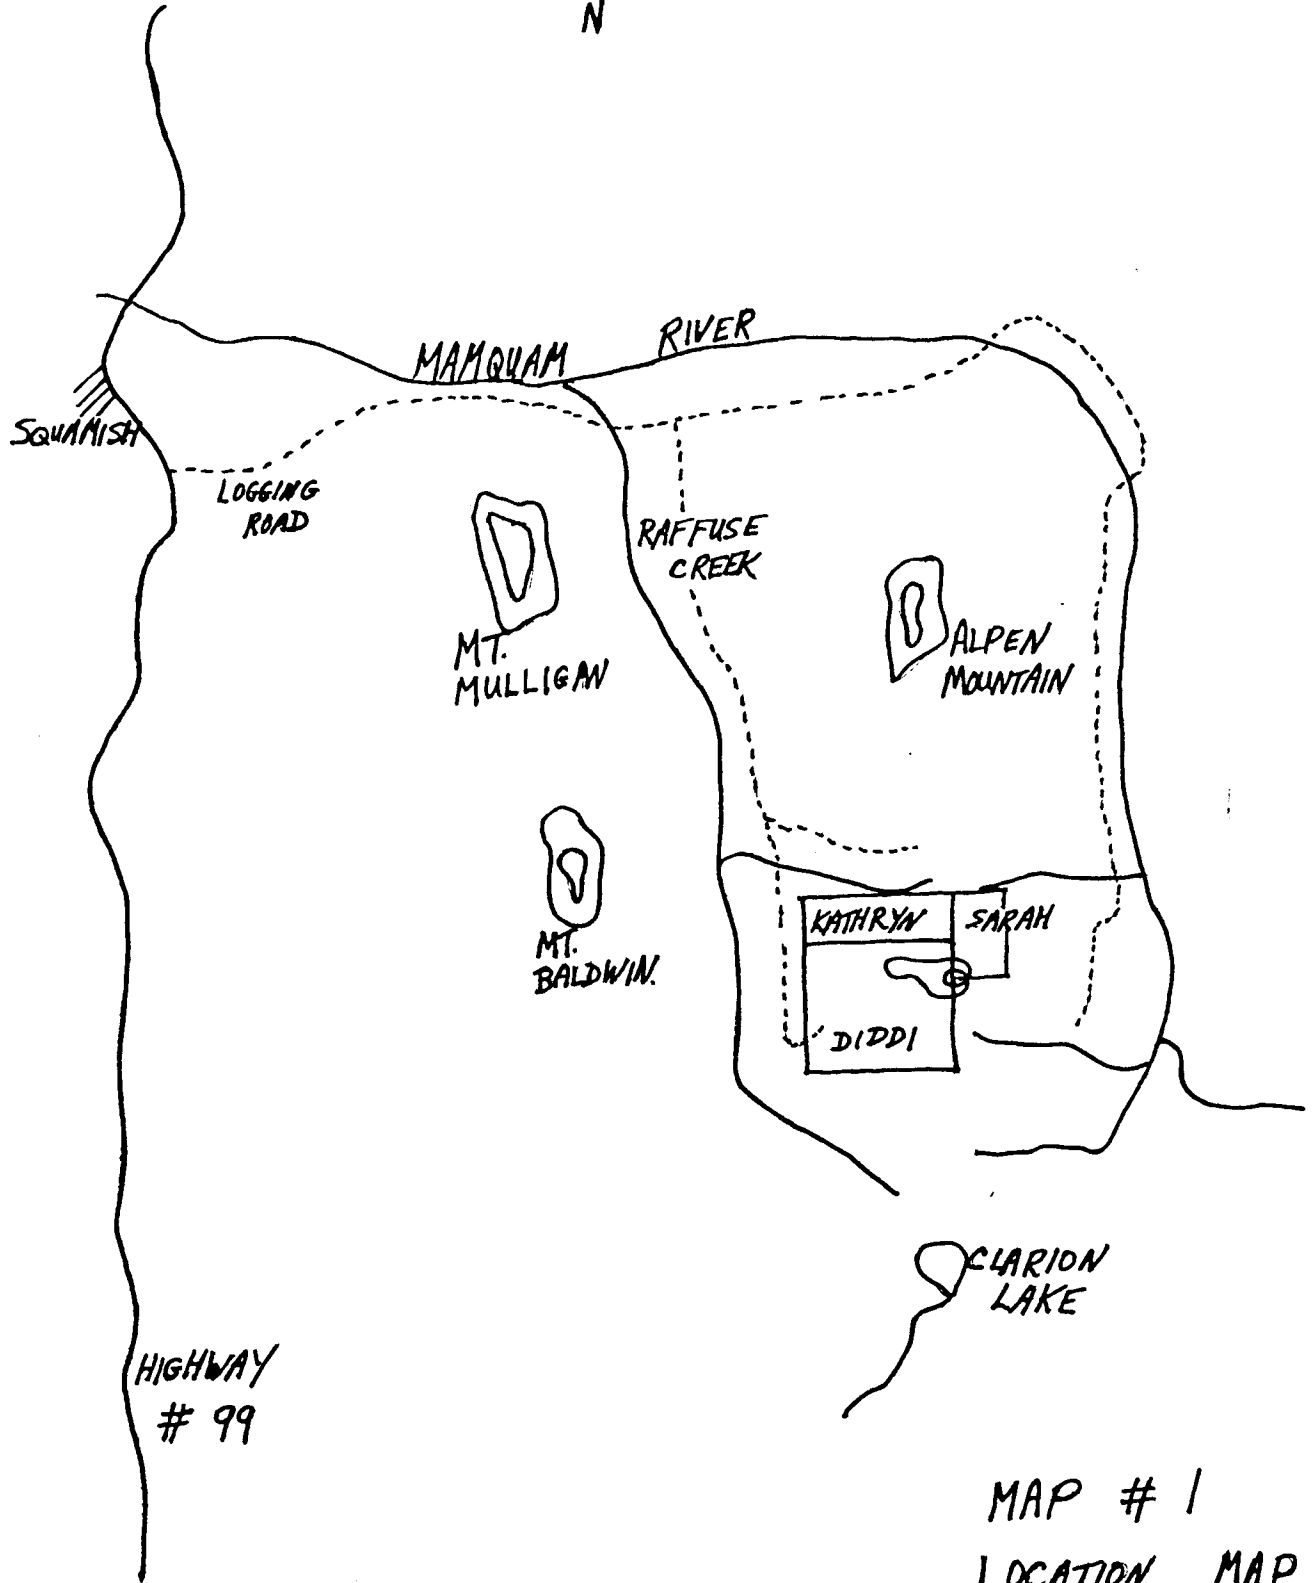 N
RIVER
MAMQUAM
SQUAMISH
LOGGING
ROAD
RAFFUSE
CREEK
MT.
MULLIGAN
ALPEN
MOUNTAIN
KATHRYN
SARAH
MT.
BALDWIN.
DIDDI
CLARION
LAKE
HIGHWAY
# 99
MAP # 1
LOCATION MAP